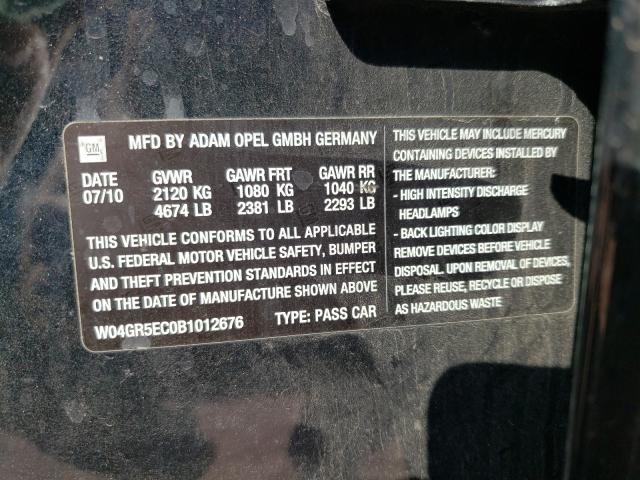 GM
MFD BY ADAM OPEL GMBH GERMANY
DATE GVWR GAWR FRT GAWR RR
07/10 2120 KG 1080 KG 1040 KG
4674 LB 2381 LB 2293 LB
THIS VEHICLE CONFORMS TO ALL APPLICABLE
U.S. FEDERAL MOTOR VEHICLE SAFETY, BUMPER
AND THEFT PREVENTION STANDARDS IN EFFECT
ON THE DATE OF MANUFACTURE SHOWN ABOVE
W04GR5EC0B1012676 TYPE: PASS CAR
THIS VEHICLE MAY INCLUDE MERCURY
CONTAINING DEVICES INSTALLED BY
THE MANUFACTURER:
- HIGH INTENSITY DISCHARGE
HEADLAMPS
- BACK LIGHTING COLOR DISPLAY
REMOVE DEVICES BEFORE VEHICLE
DISPOSAL. UPON REMOVAL OF DEVICES,
PLEASE REUSE, RECYCLE OR DISPOSE
AS HAZARDOUS WASTE